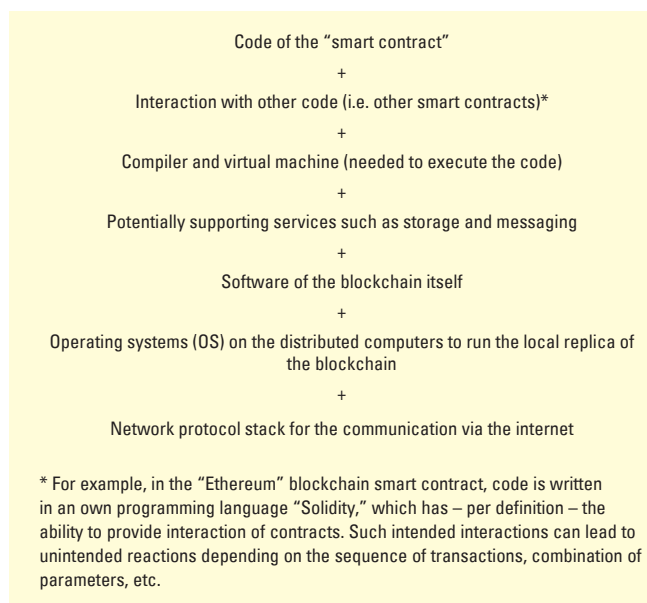 Code of the “smart contract”
+
Interaction with other code (i.e. other smart contracts)*
+
Compiler and virtual machine (needed to execute the code)
+
Potentially supporting services such as storage and messaging
+
Software of the blockchain itself
+
Operating systems (OS) on the distributed computers to run the local replica of
the blockchain
+
Network protocol stack for the communication via the internet
* For example, in the “Ethereum” blockchain smart contract, code is written
in an own programming language “Solidity,” which has – per definition – the
ability to provide interaction of contracts. Such intended interactions can lead to
unintended reactions depending on the sequence of transactions, combination of
parameters, etc.